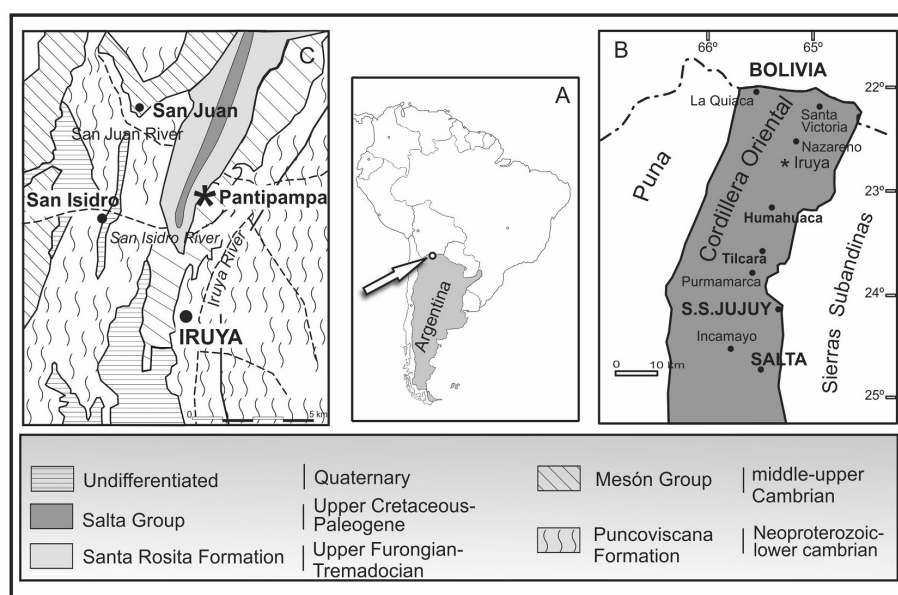 C
San Juan
San Juan River
San Isidro
Pantipampa
San Isidro River
Iruya River
IRUYA
0
5 km
A
Argentina
B
66º
65º
BOLIVIA
22º
La Quiaca
Santa
Victoria
Nazareno
* Iruya
Puna
Cordillera Oriental
23º
Humahuaca
Tilcara
Purmamarca
24º
S.S.JUJUY
Sierras Subandinas
Incamayo
SALTA
0 10 km
25º
Undifferentiated
Quaternary
Salta Group
Upper Cretaceous-
Paleogene
Santa Rosita Formation
Upper Furongian-
Tremadocian
Mesón Group
middle-upper
Cambrian
Puncoviscana
Formation
Neoproterozoic-
lower cambrian